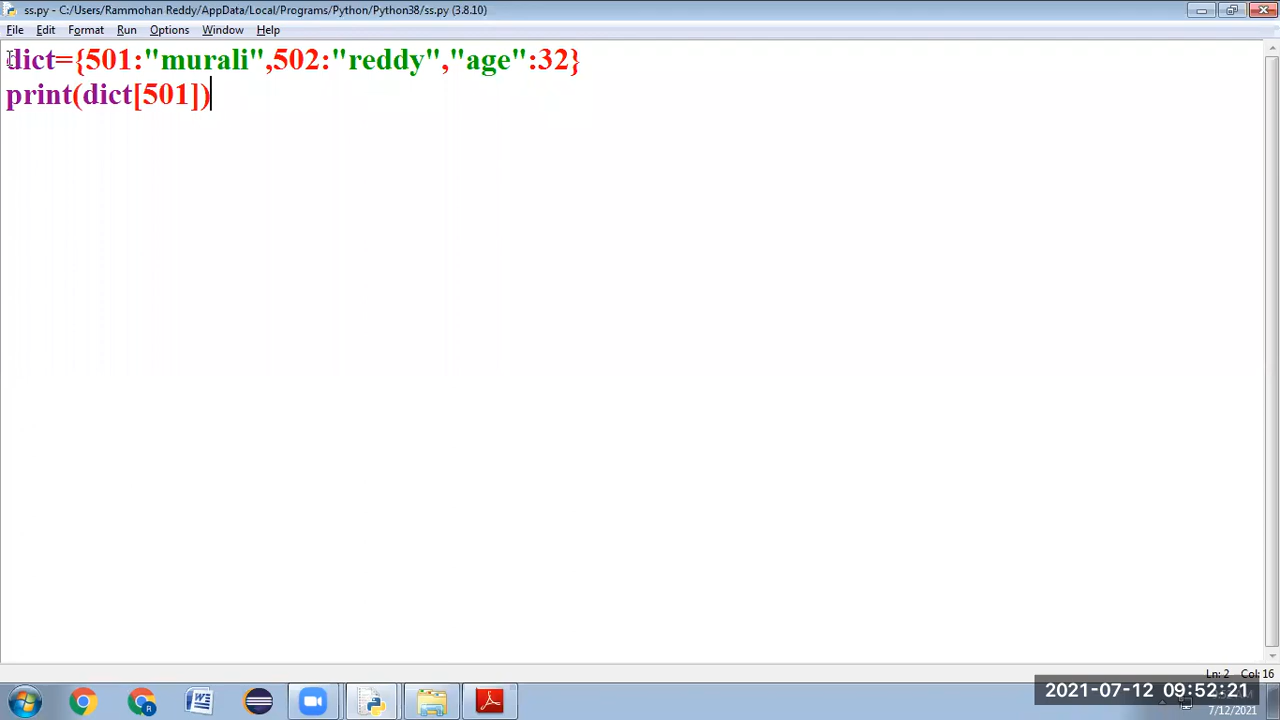 ss.py - C:/Users/Rammohan Reddy/AppData/Local/Programs/Python/Python38/ss.py (3.8.10)
File Edit Format Run Options Window Help
dict={501:"murali",502:"reddy","age":32}
print(dict[501])
Ln: 2 Col: 16
2021-07-12 09:52:21
7/12/2021